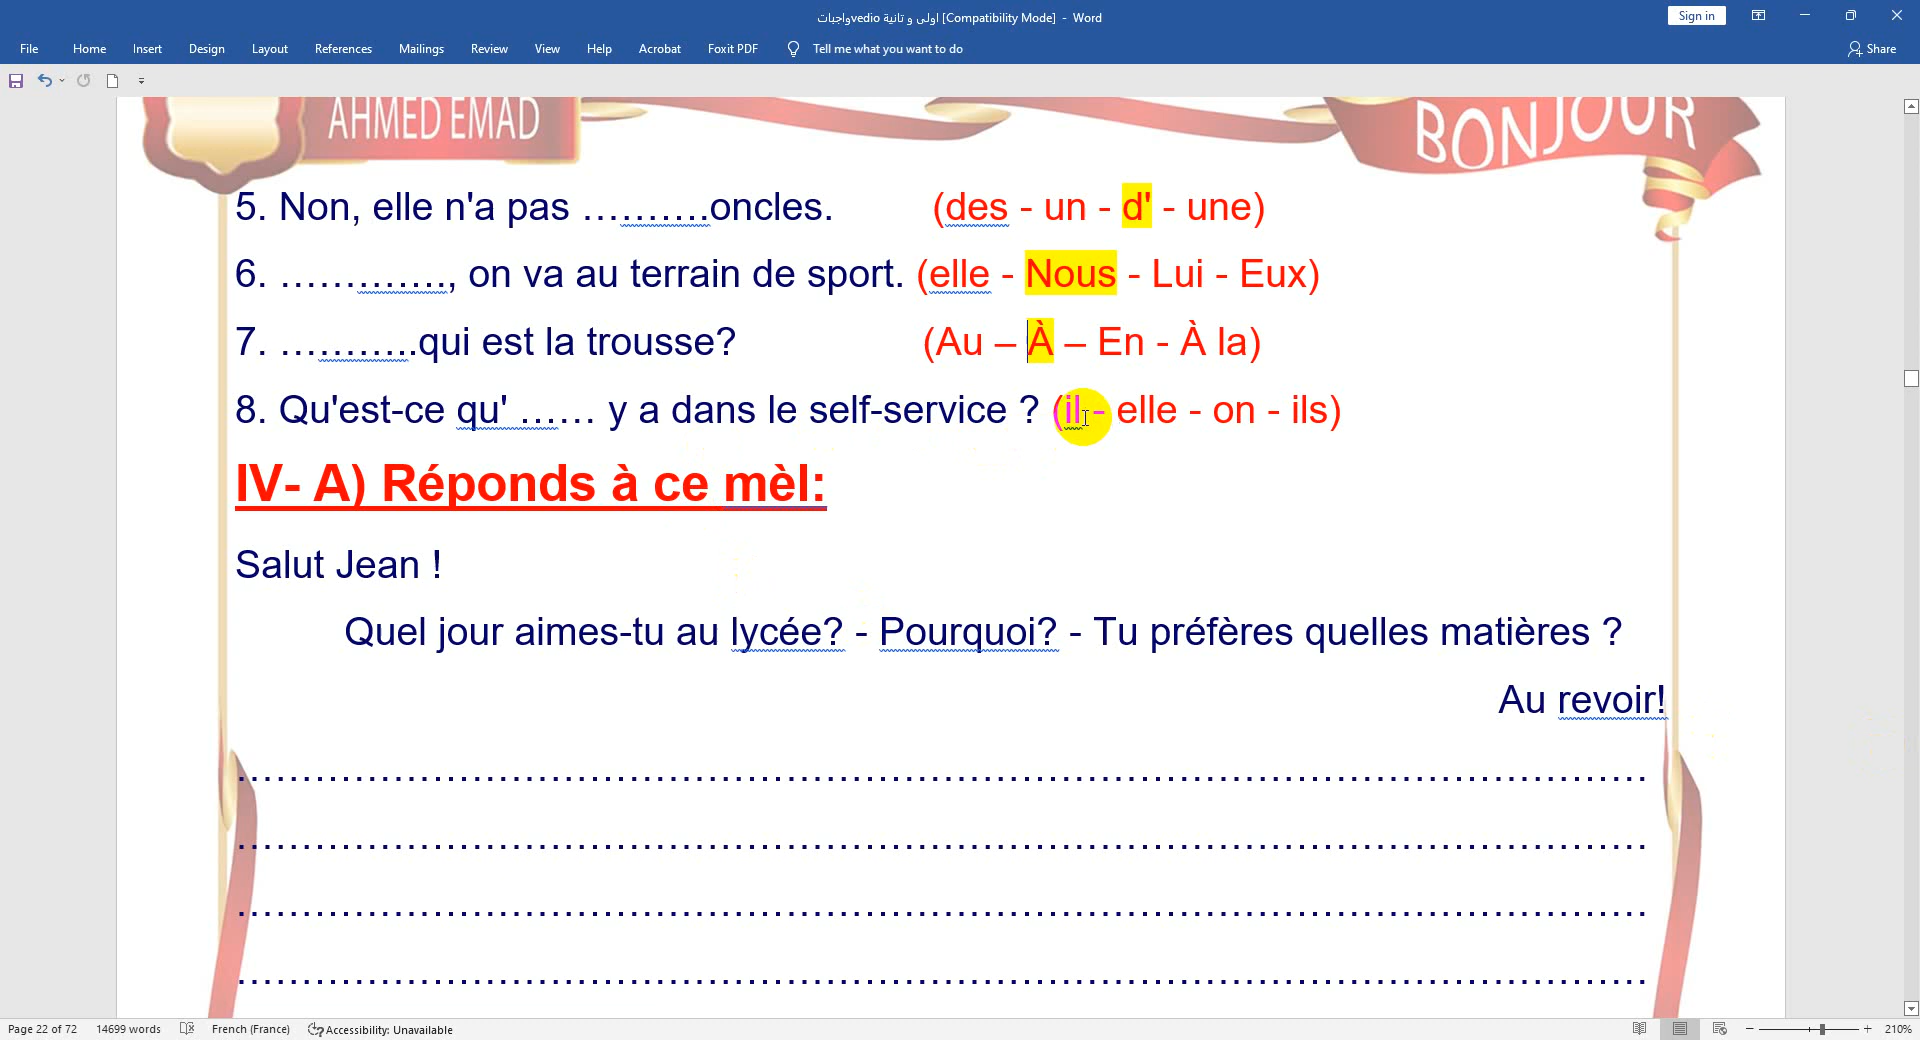 واجبات vedio اولى و ثانية [Compatibility Mode] - Word
Sign in
File Home Insert Design Layout References Mailings Review View Help Acrobat Foxit PDF Tell me what you want to do Share
AHMED EMAD
BONJOUR
5. Non, elle n'a pas ……….oncles. (des - un - d' - une)
6. …………., on va au terrain de sport. (elle - Nous - Lui - Eux)
7. ………..qui est la trousse? (Au – À – En - À la)
8. Qu'est-ce qu' …… y a dans le self-service ? (il - elle - on - ils)
IV- A) Réponds à ce mèl:
Salut Jean !
Quel jour aimes-tu au lycée? - Pourquoi? - Tu préfères quelles matières ?
Au revoir!
Page 22 of 72 14699 words French (France) Accessibility: Unavailable 210%